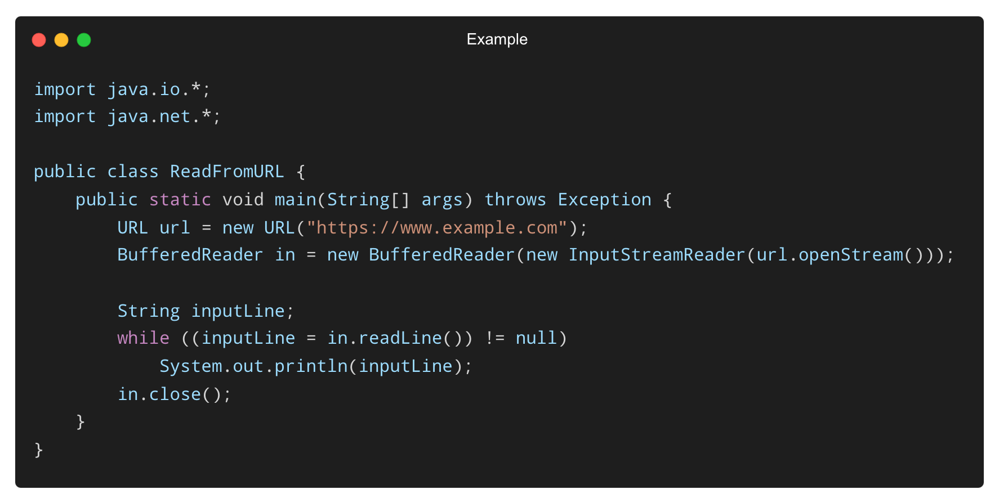 Example
import java.io.*;
import java.net.*;
public class ReadFromURL {
    public static void main(String[] args) throws Exception {
        URL url = new URL("https://www.example.com");
        BufferedReader in = new BufferedReader(new InputStreamReader(url.openStream()));
        String inputLine;
        while ((inputLine = in.readLine()) != null)
            System.out.println(inputLine);
        in.close();
    }
}